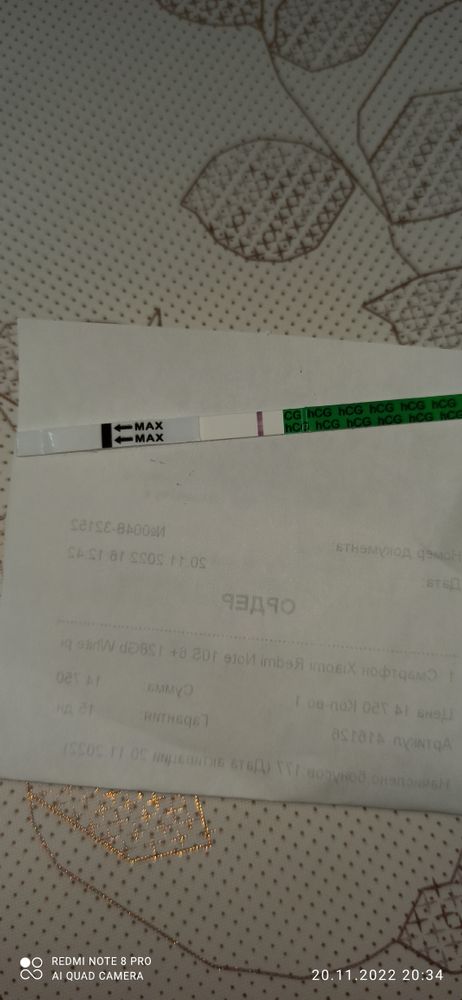 MAX
MAX
CG hCG hCG hCG hCG hCG
hCG hCG hCG hCG hCG hCG
Номер документа: №0048-32152
Дата: 20.11.2022 16:12:42
ОРДЕР
1 Смартфон Xiaomi Redmi Note 10S 6+ 128Gb White
Цена 14 750 Кол-во 1 Сумма: 14 750
Артикул 416126 Гарантия: 15 дн
Начислено бонусов: 177 (Дата активации 20.11.2022)
REDMI NOTE 8 PRO
AI QUAD CAMERA
20.11.2022 20:34